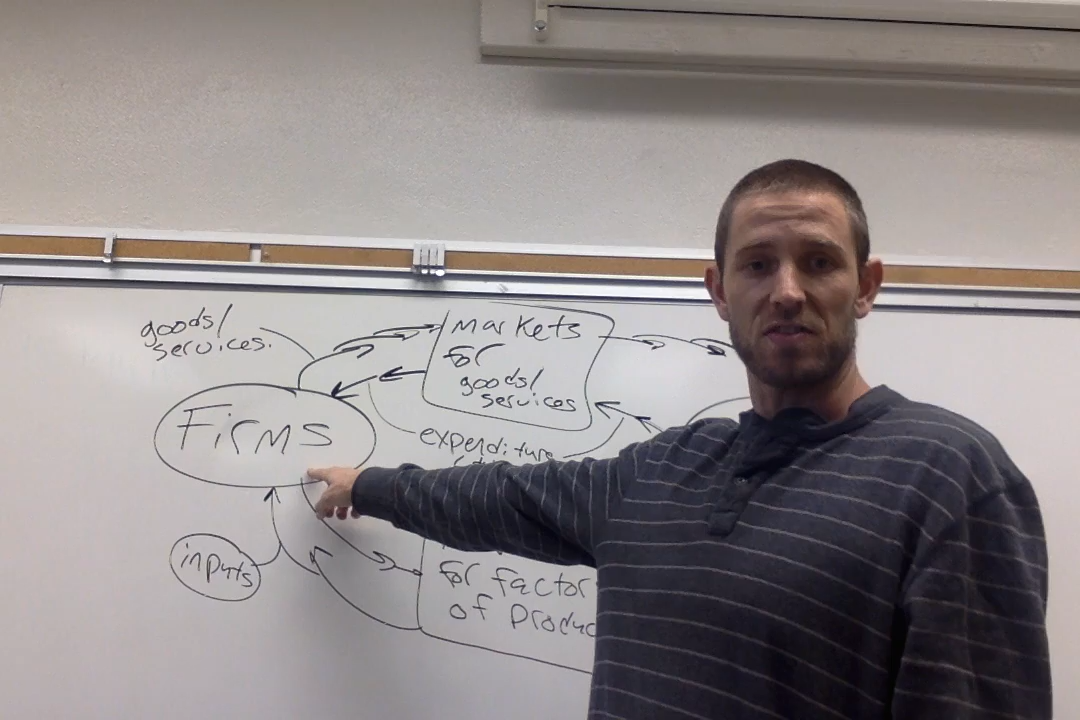 goods/
services.
markets
for
goods/
services
Firms
expenditure
inputs
for factor
of Produc